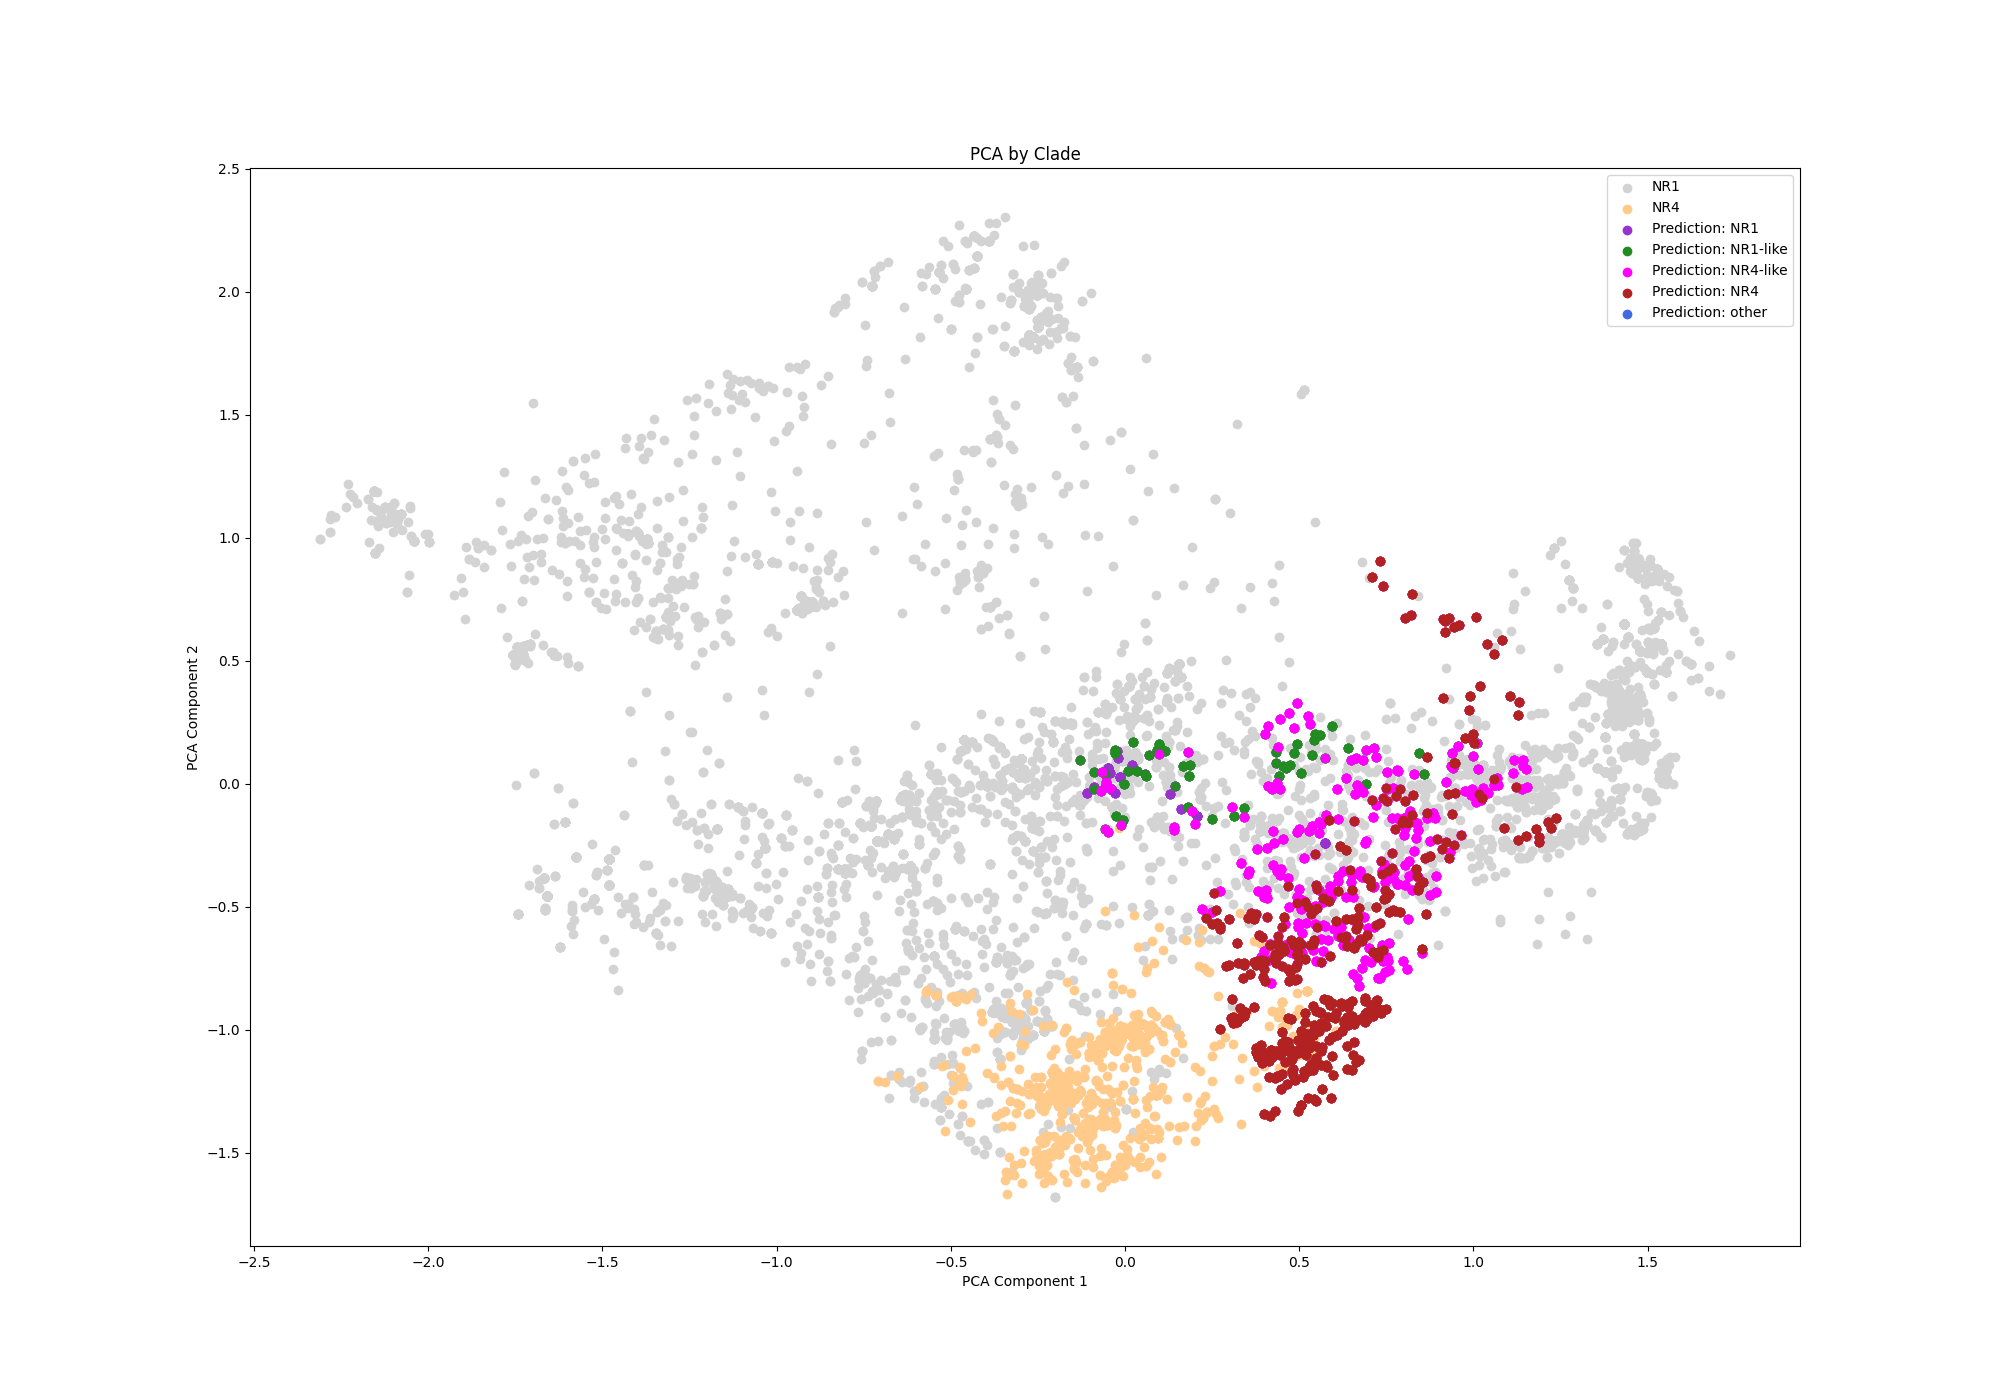 PCA by Clade
NR1
NR4
Prediction: NR1
Prediction: NR1-like
Prediction: NR4-like
Prediction: NR4
Prediction: other
PCA Component 2
2.5
2.0
1.5
1.0
0.5
0.0
−0.5
−1.0
−1.5
−2.5
−2.0
−1.5
−1.0
−0.5
0.0
0.5
1.0
1.5
PCA Component 1